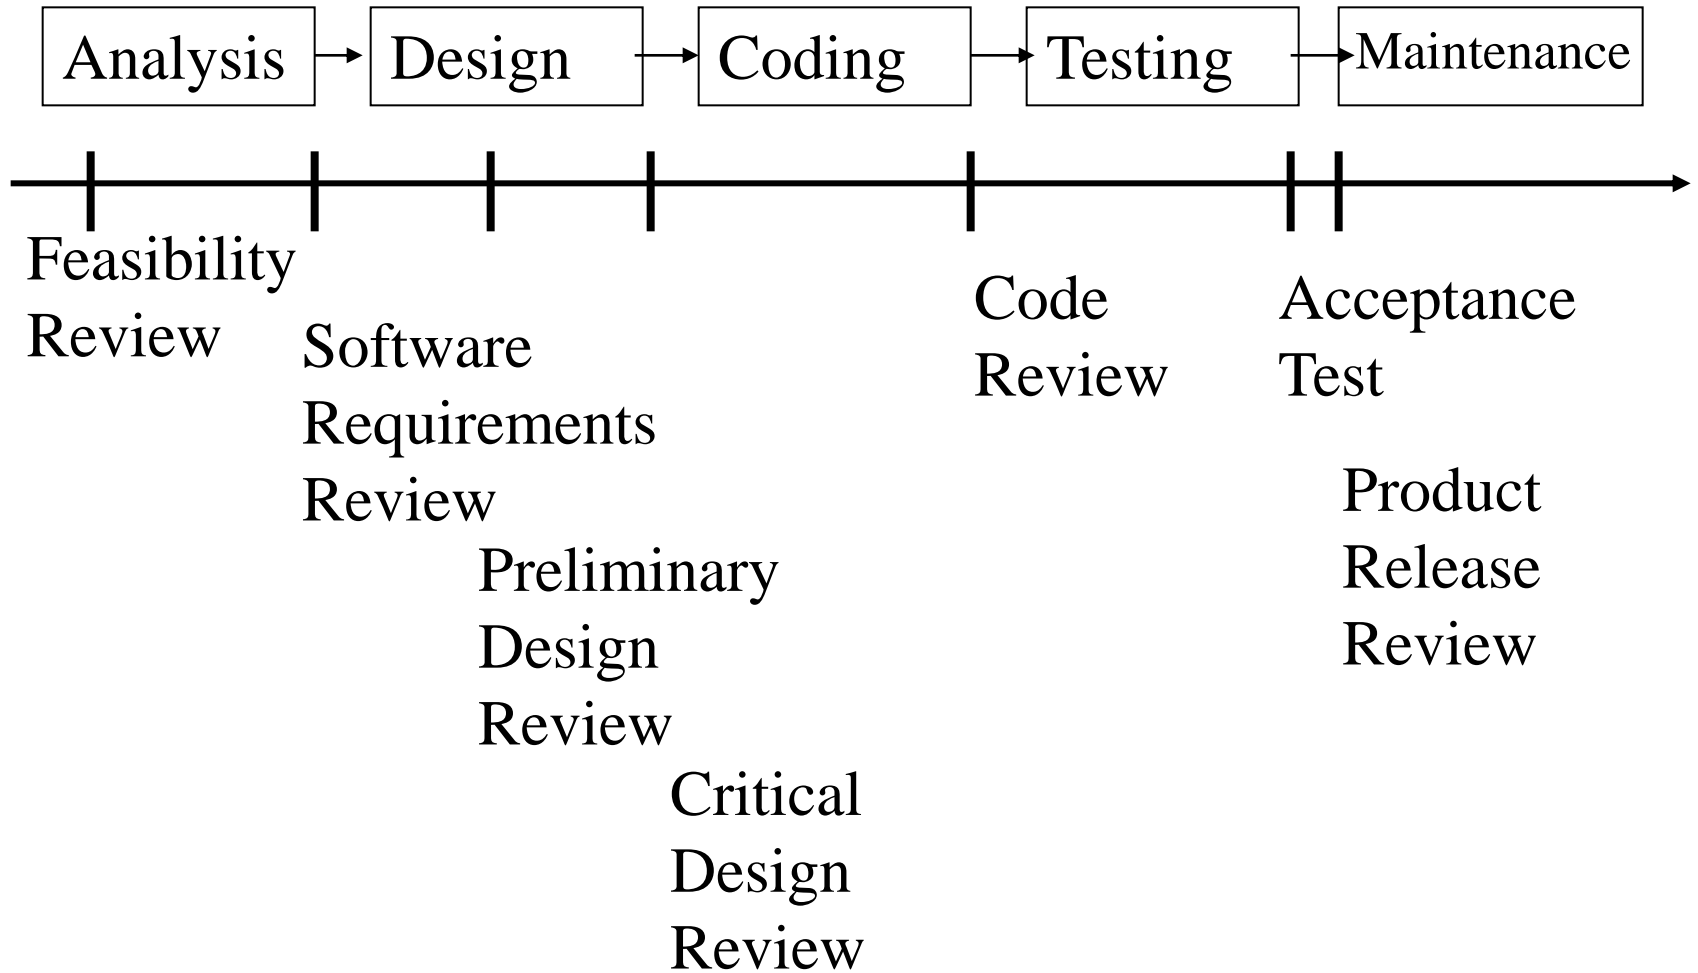 Analysis
Design
Coding
Testing
Maintenance
Feasibility
Review
Software
Requirements
Review
Preliminary
Design
Review
Critical
Design
Review
Code
Review
Acceptance
Test
Product
Release
Review